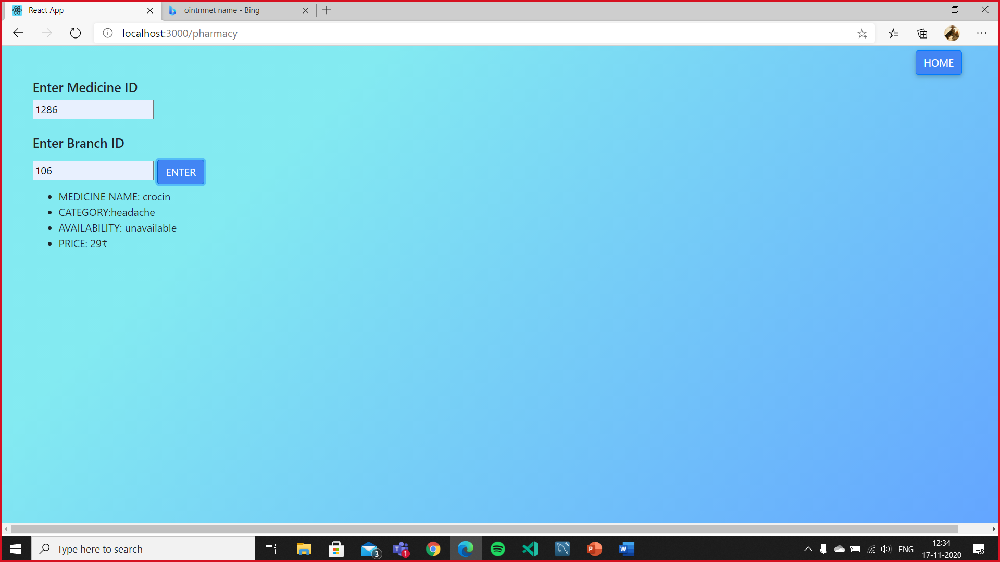 React App
ointmnet name - Bing
localhost:3000/pharmacy
HOME
Enter Medicine ID
1286
Enter Branch ID
106
ENTER
• MEDICINE NAME: crocin
• CATEGORY:headache
• AVAILABILITY: unavailable
• PRICE: 29₹
Type here to search
3
T
1
P
W
ENG
12:34
17-11-2020